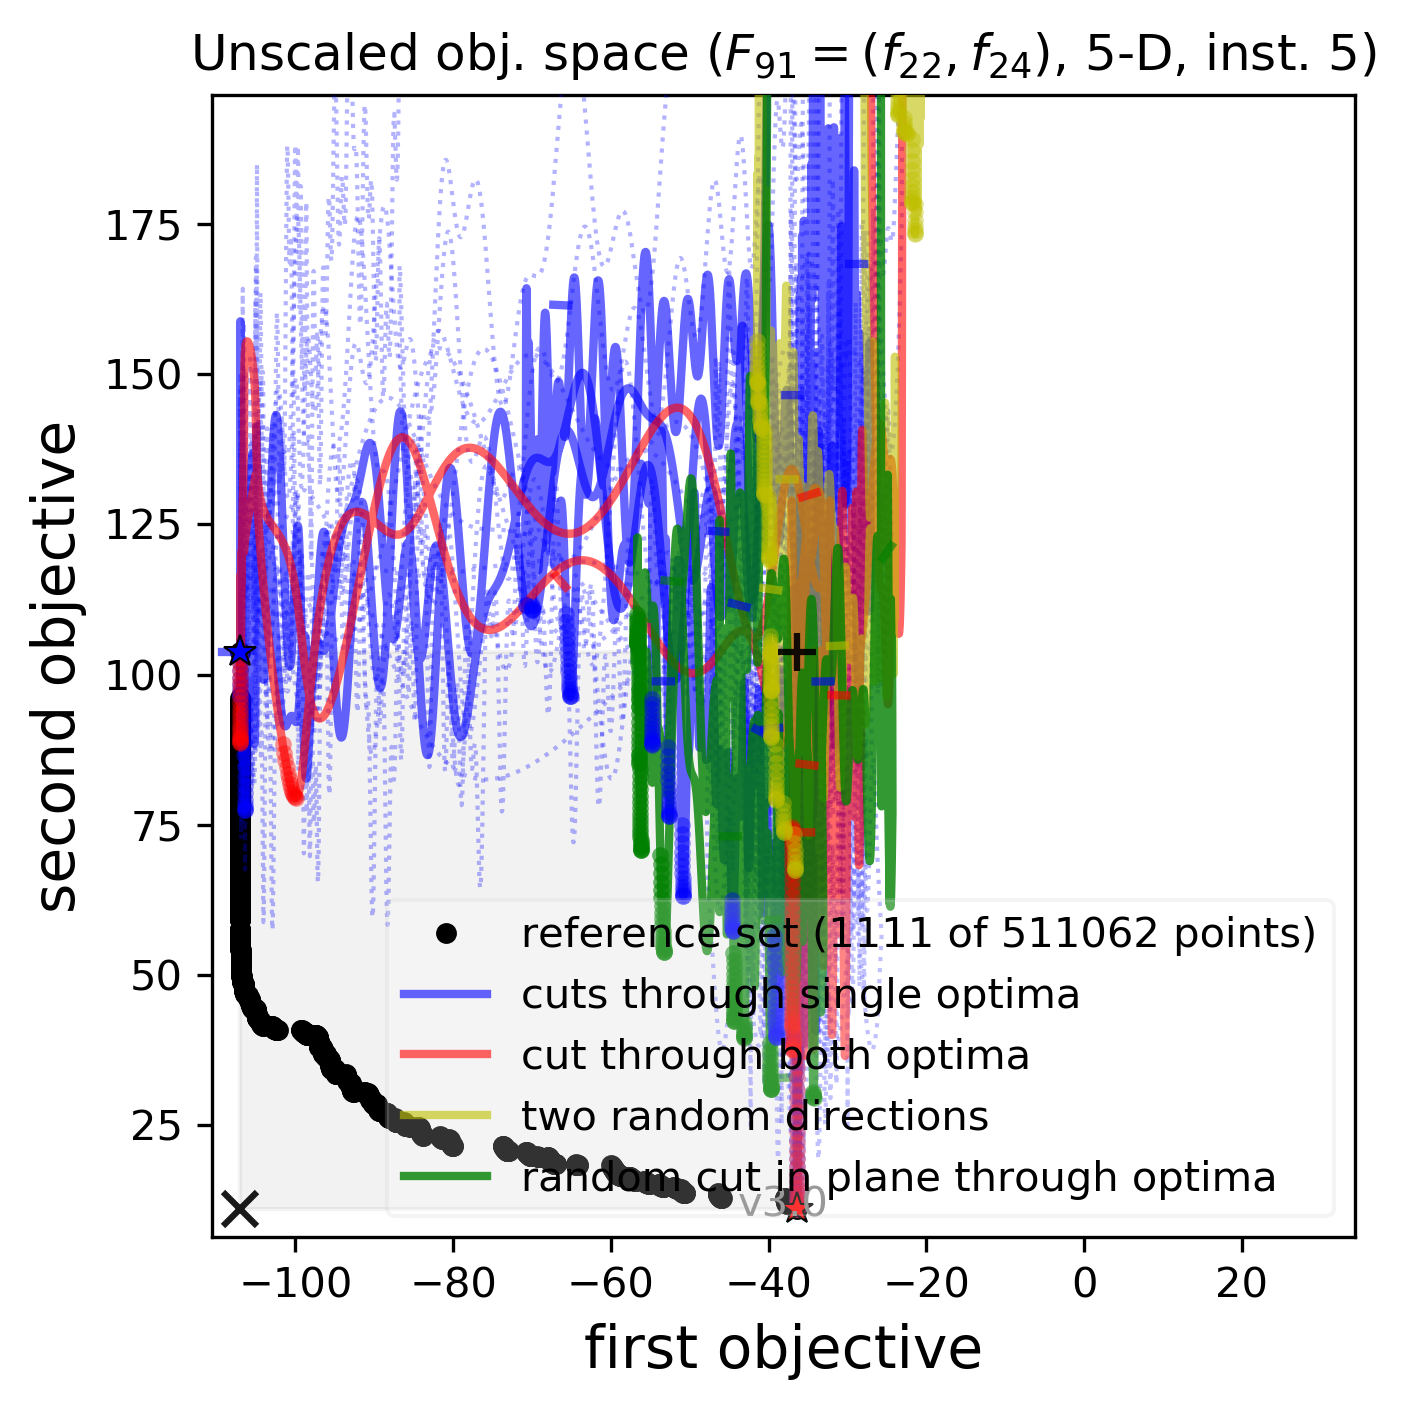 Unscaled obj. space (F₉₁ = (f₂₂, f₂₄), 5-D, inst. 5)
175
150
125
100
75
50
25
second objective
reference set (1111 of 511062 points)
cuts through single optima
cut through both optima
two random directions
random cut in plane through optima
v3.0
−100 −80 −60 −40 −20 0 20
first objective